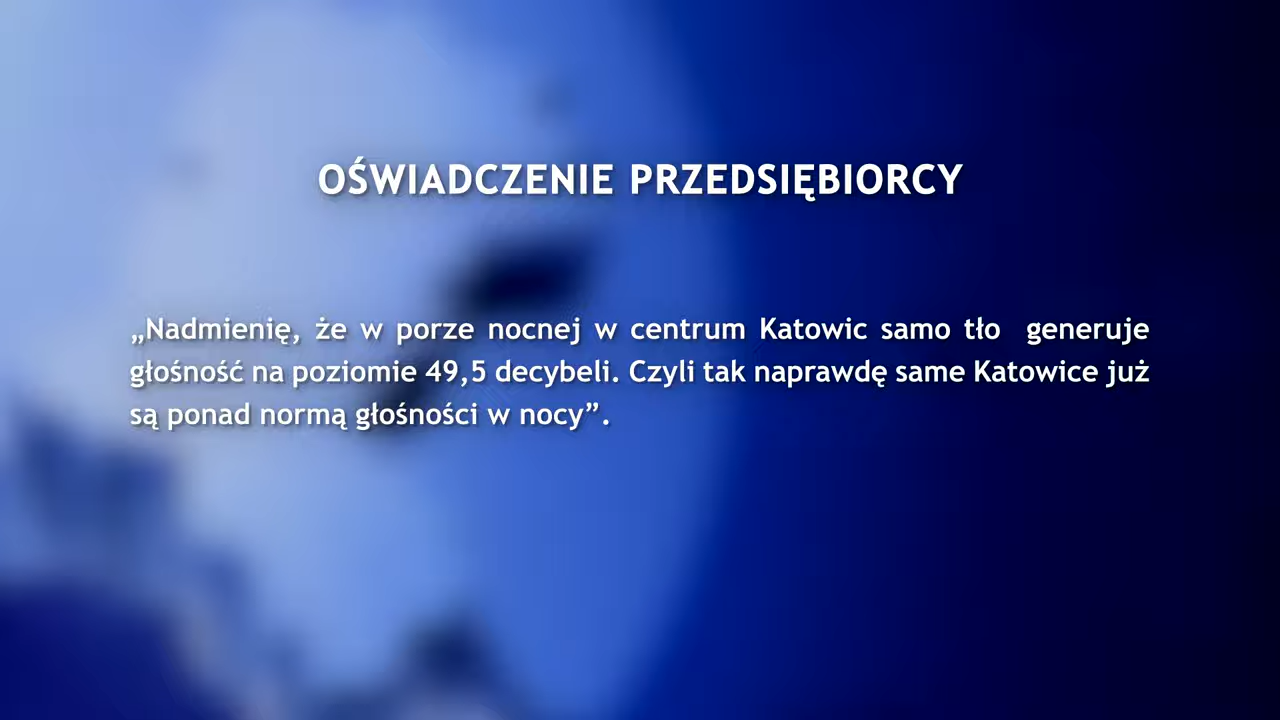 OŚWIADCZENIE PRZEDSIĘBIORCY
„Nadmienię, że w porze nocnej w centrum Katowic samo tło generuje
głośność na poziomie 49,5 decybeli. Czyli tak naprawdę same Katowice już
są ponad normą głośności w nocy”.